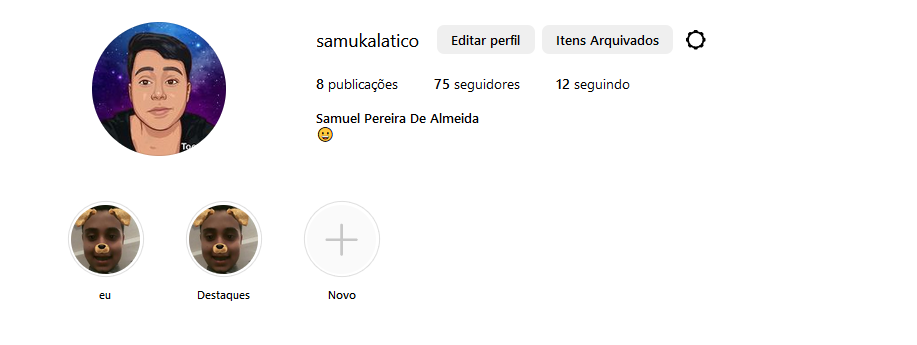 samukalatico Editar perfil Itens Arquivados
8 publicações 75 seguidores 12 seguindo
Samuel Pereira De Almeida
😥
eu Destaques Novo